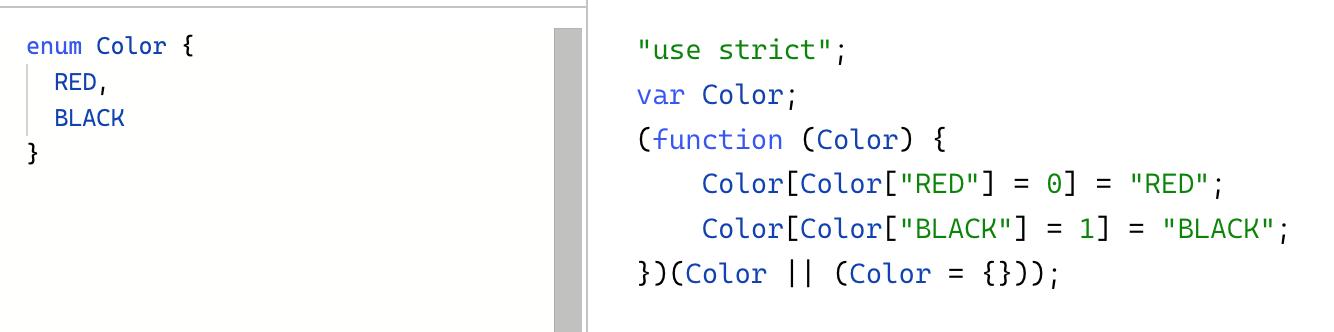 enum Color {
  RED,
  BLACK
}
"use strict";
var Color;
(function (Color) {
    Color[Color["RED"] = 0] = "RED";
    Color[Color["BLACK"] = 1] = "BLACK";
})(Color || (Color = {}));